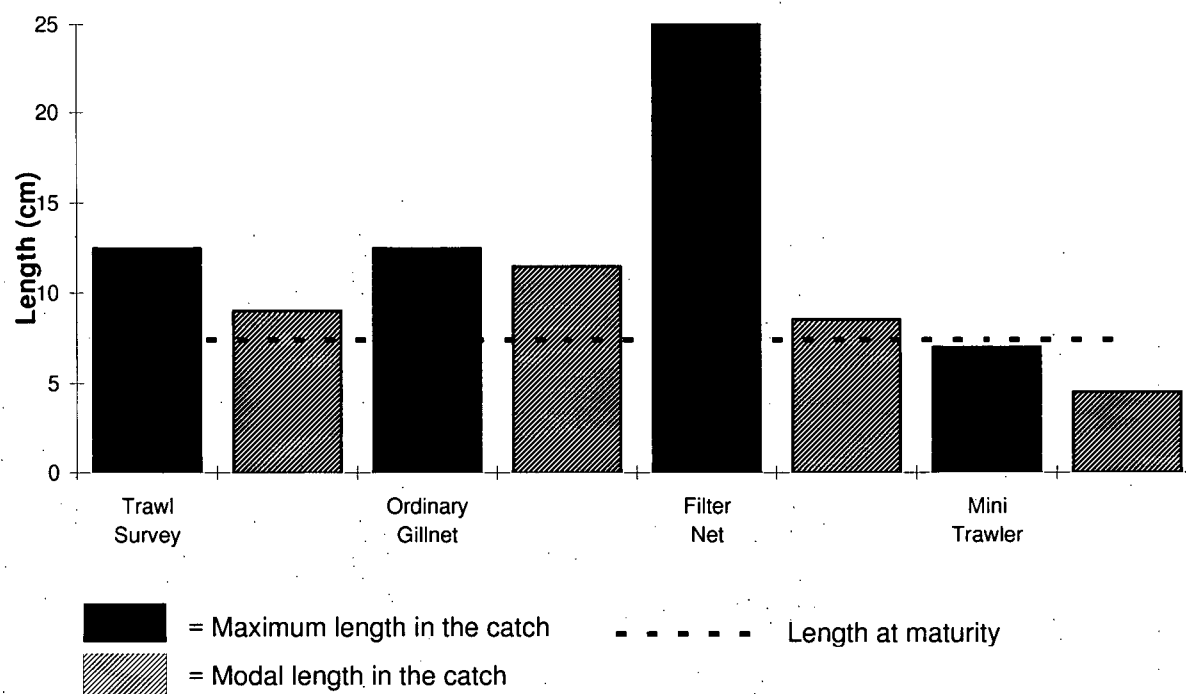 25
20
15
10
5
0
Length (cm)
Trawl
Survey
Ordinary
Gillnet
Filter
Net
Mini
Trawler
= Maximum length in the catch
Length at maturity
= Modal length in the catch